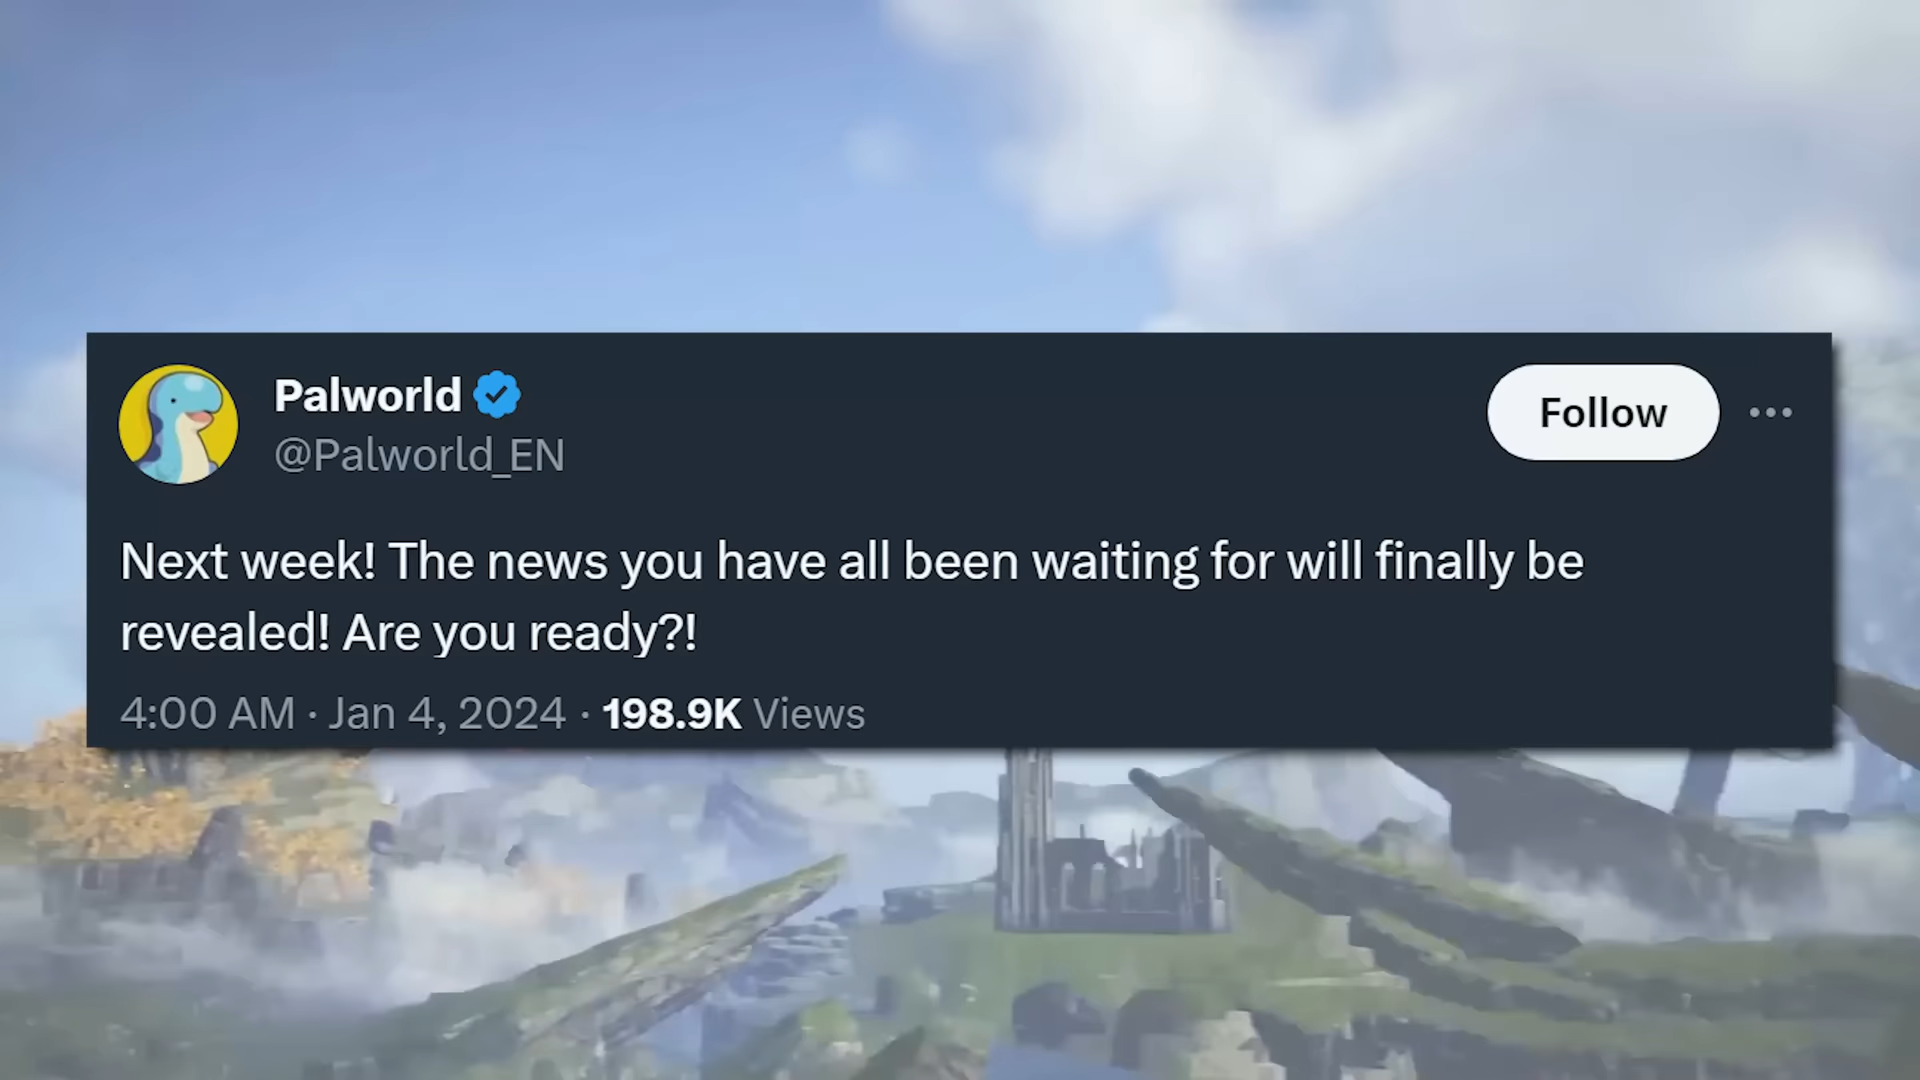 Palworld
@Palworld_EN
Follow
Next week! The news you have all been waiting for will finally be
revealed! Are you ready?!
4:00 AM · Jan 4, 2024 · 198.9K Views